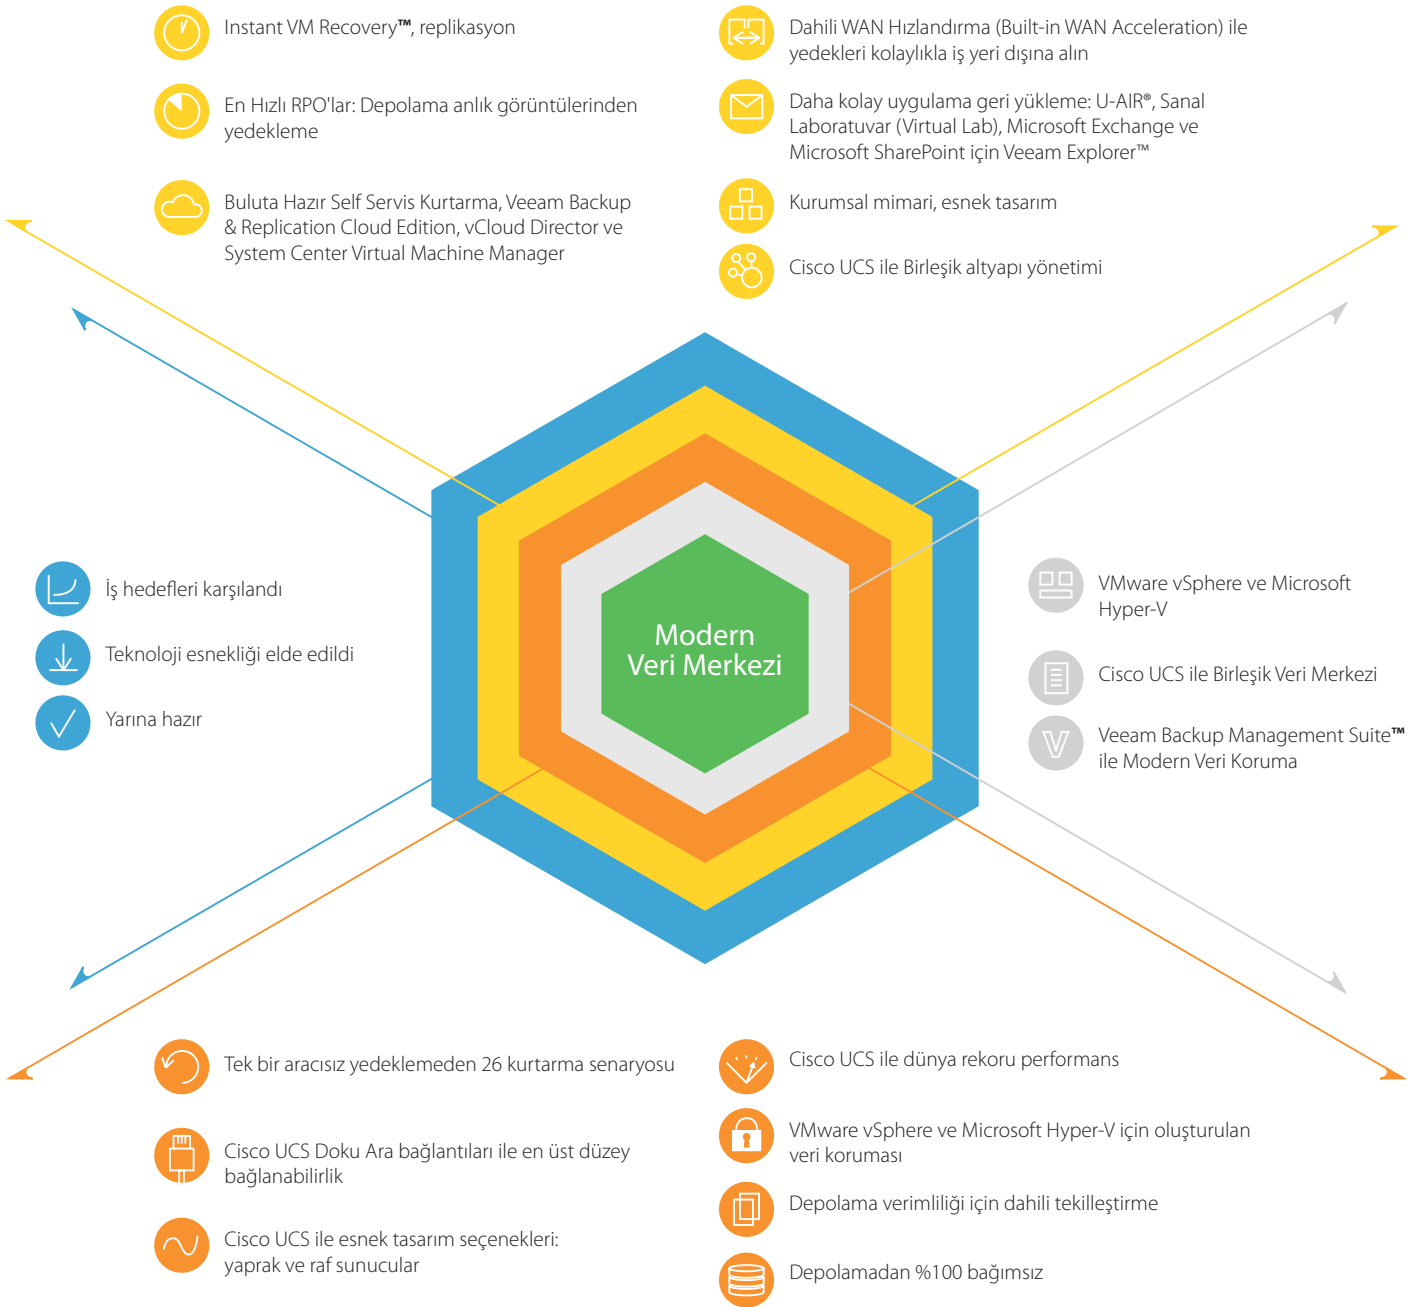 Instant VM Recovery™, replikasyon
En Hızlı RPO'lar: Depolama anlık görüntülerinden
yedekleme
Buluta Hazır Self Servis Kurtarma, Veeam Backup
& Replication Cloud Edition, vCloud Director ve
System Center Virtual Machine Manager
Dahili WAN Hızlandırma (Built-in WAN Acceleration) ile
yedekleri kolaylıkla iş yeri dışına alın
Daha kolay uygulama geri yükleme: U-AIR®, Sanal
Laboratuvar (Virtual Lab), Microsoft Exchange ve
Microsoft SharePoint için Veeam Explorer™
Kurumsal mimari, esnek tasarım
Cisco UCS ile Birleşik altyapı yönetimi
İş hedefleri karşılandı
Teknoloji esnekliği elde edildi
Yarına hazır
Modern
Veri Merkezi
VMware vSphere ve Microsoft
Hyper-V
Cisco UCS ile Birleşik Veri Merkezi
Veeam Backup Management Suite™
ile Modern Veri Koruma
Tek bir aracısız yedeklemeden 26 kurtarma senaryosu
Cisco UCS Doku Ara bağlantıları ile en üst düzey
bağlanabilirlik
Cisco UCS ile esnek tasarım seçenekleri:
yaprak ve raf sunucular
Cisco UCS ile dünya rekoru performans
VMware vSphere ve Microsoft Hyper-V için oluşturulan
veri koruması
Depolama verimliliği için dahili tekilleştirme
Depolamadan %100 bağımsız